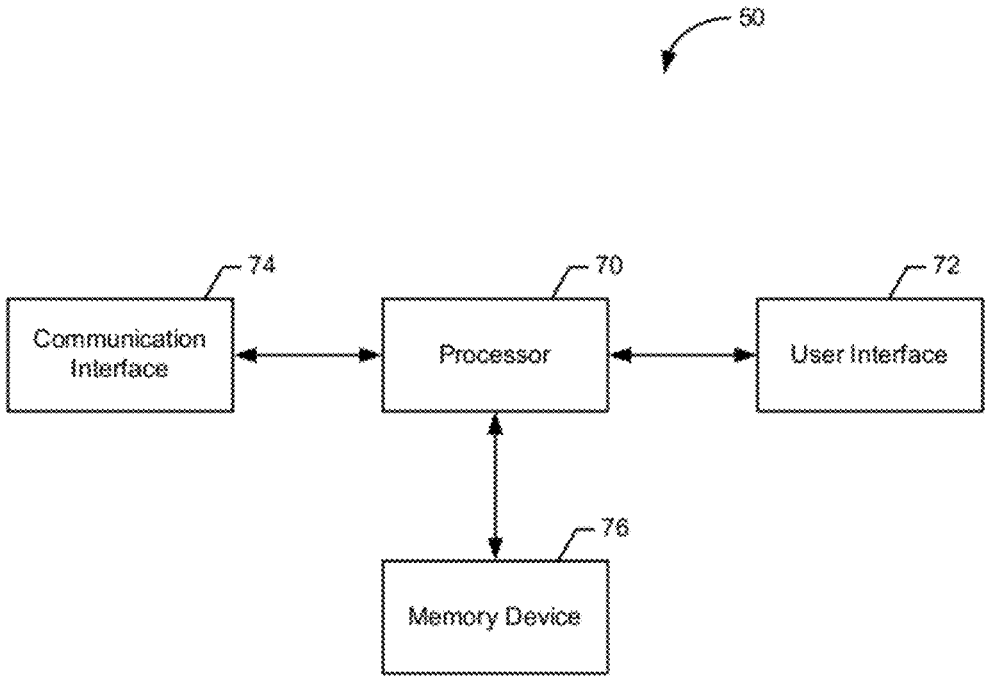 50
74
70
72
Communication
Interface
Processor
User Interface
76
Memory Device